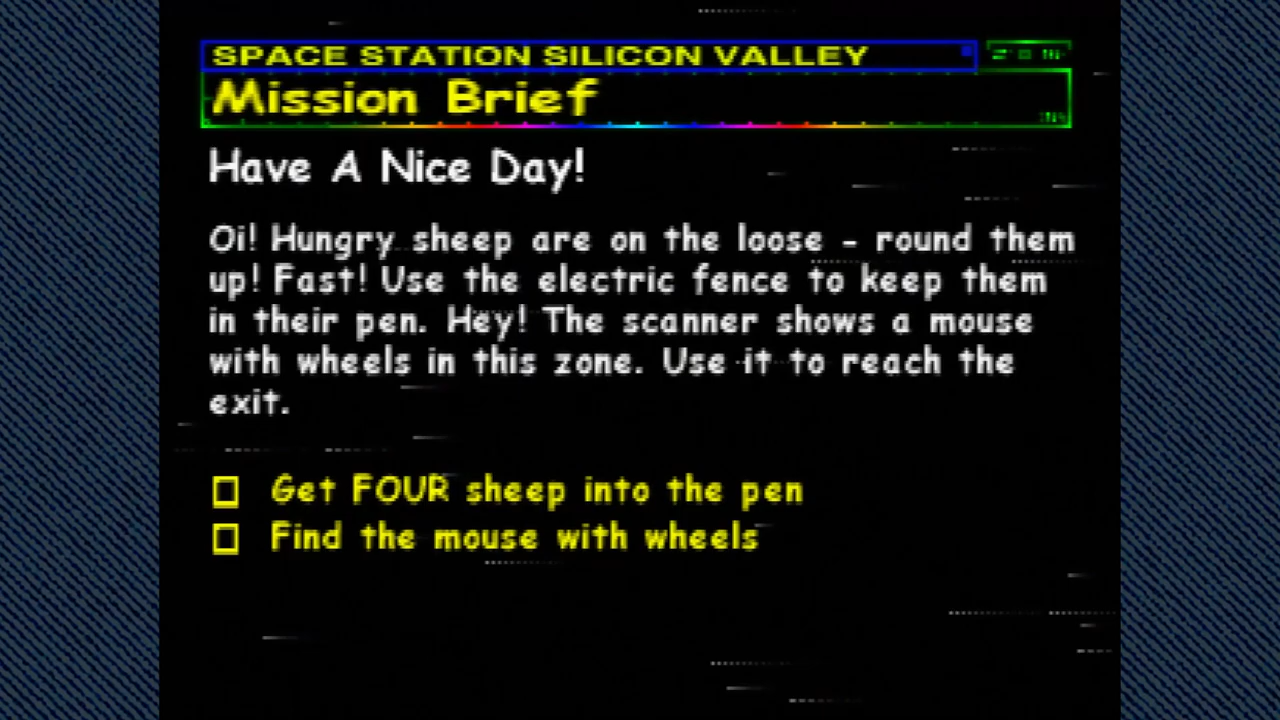 SPACE STATION SILICON VALLEY
Mission Brief
Have A Nice Day!
Oi! Hungry sheep are on the loose - round them
up! Fast! Use the electric fence to keep them
in their pen. Hey! The scanner shows a mouse
with wheels in this zone. Use it to reach the
exit.
Get FOUR sheep into the pen
Find the mouse with wheels